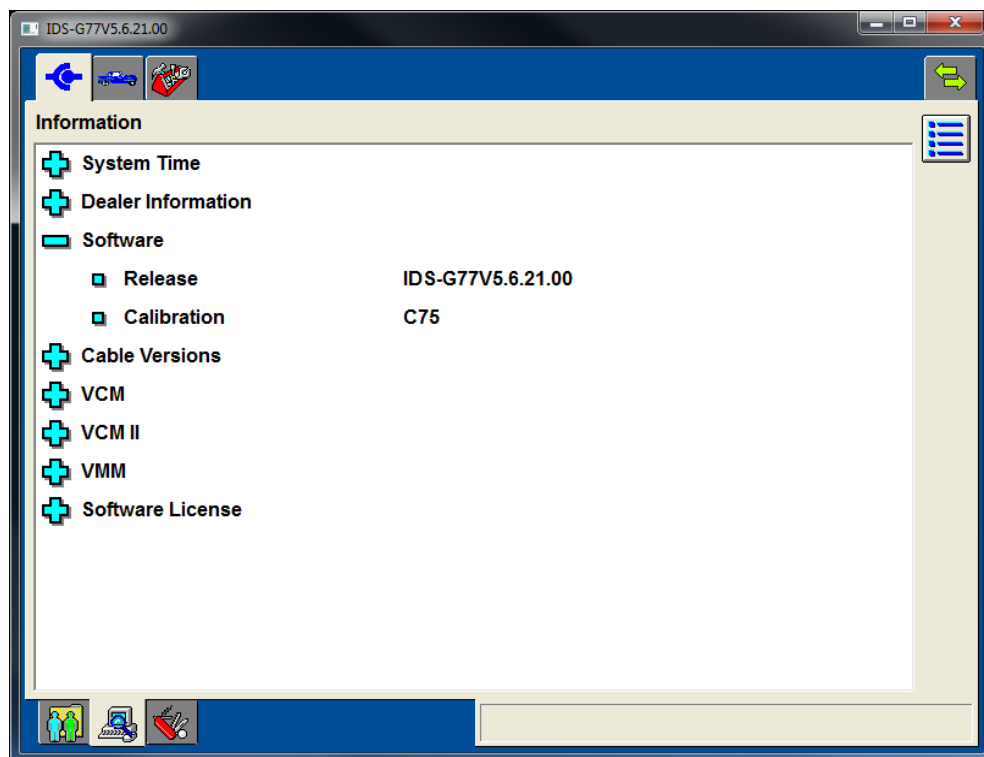 IDS-G77V5.6.21.00
Information
System Time
Dealer Information
Software
Release IDS-G77V5.6.21.00
Calibration C75
Cable Versions
VCM
VCM II
VMM
Software License